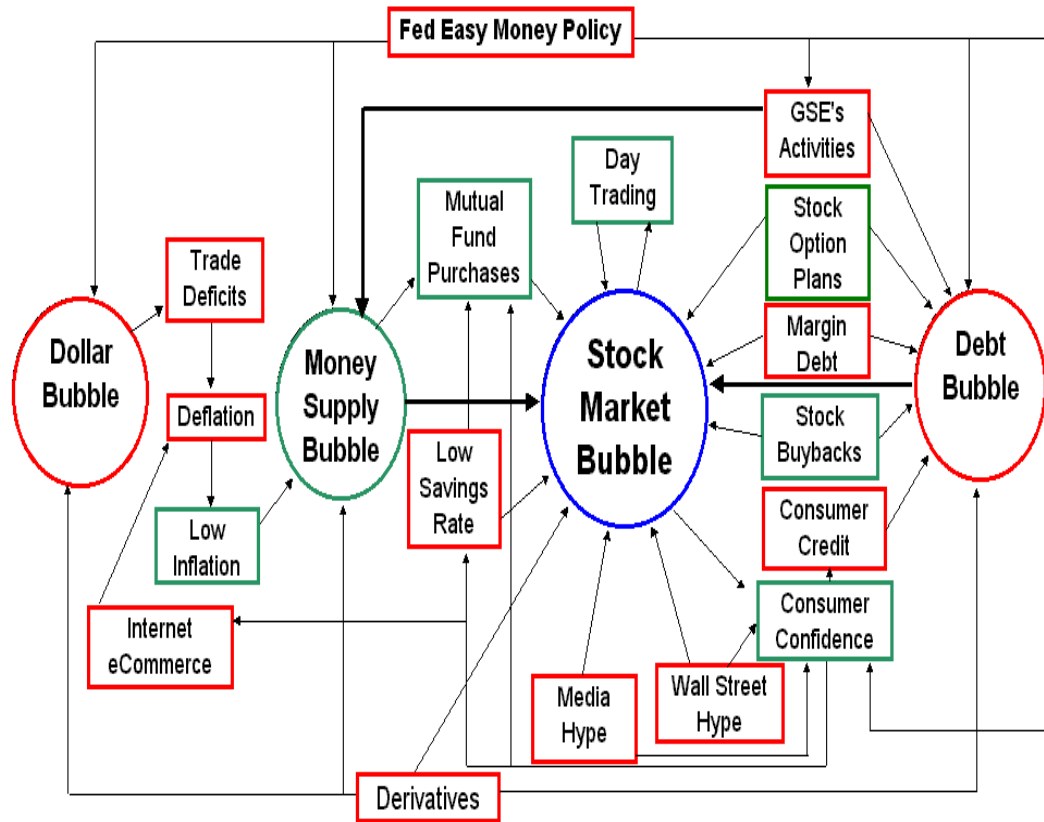 Fed Easy Money Policy
GSE's
Activities
Day
Trading
Mutual
Fund
Purchases
Stock
Option
Plans
Trade
Deficits
Dollar
Bubble
Money
Supply
Bubble
Stock
Market
Bubble
Margin
Debt
Debt
Bubble
Deflation
Stock
Buybacks
Low
Savings
Rate
Low
Inflation
Consumer
Credit
Internet
eCommerce
Consumer
Confidence
Media
Hype
Wall Street
Hype
Derivatives